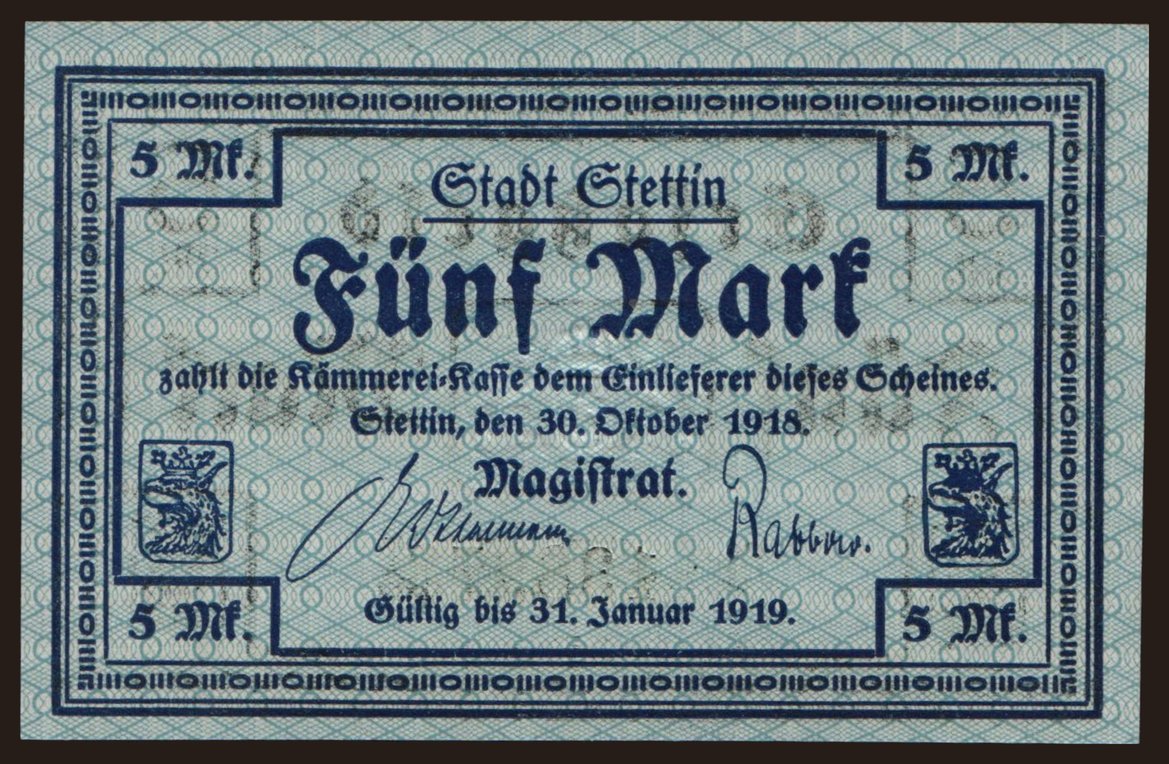 5 Mk. 5 Mk.
Stadt Stettin
Fünf Mark
zahlt die Kämmerei-Kasse dem Einlieferer dieses Scheines.
Stettin, den 30. Oktober 1918.
Magistrat.
Rabbow.
Gültig bis 31. Januar 1919.
5 Mk. 5 Mk.